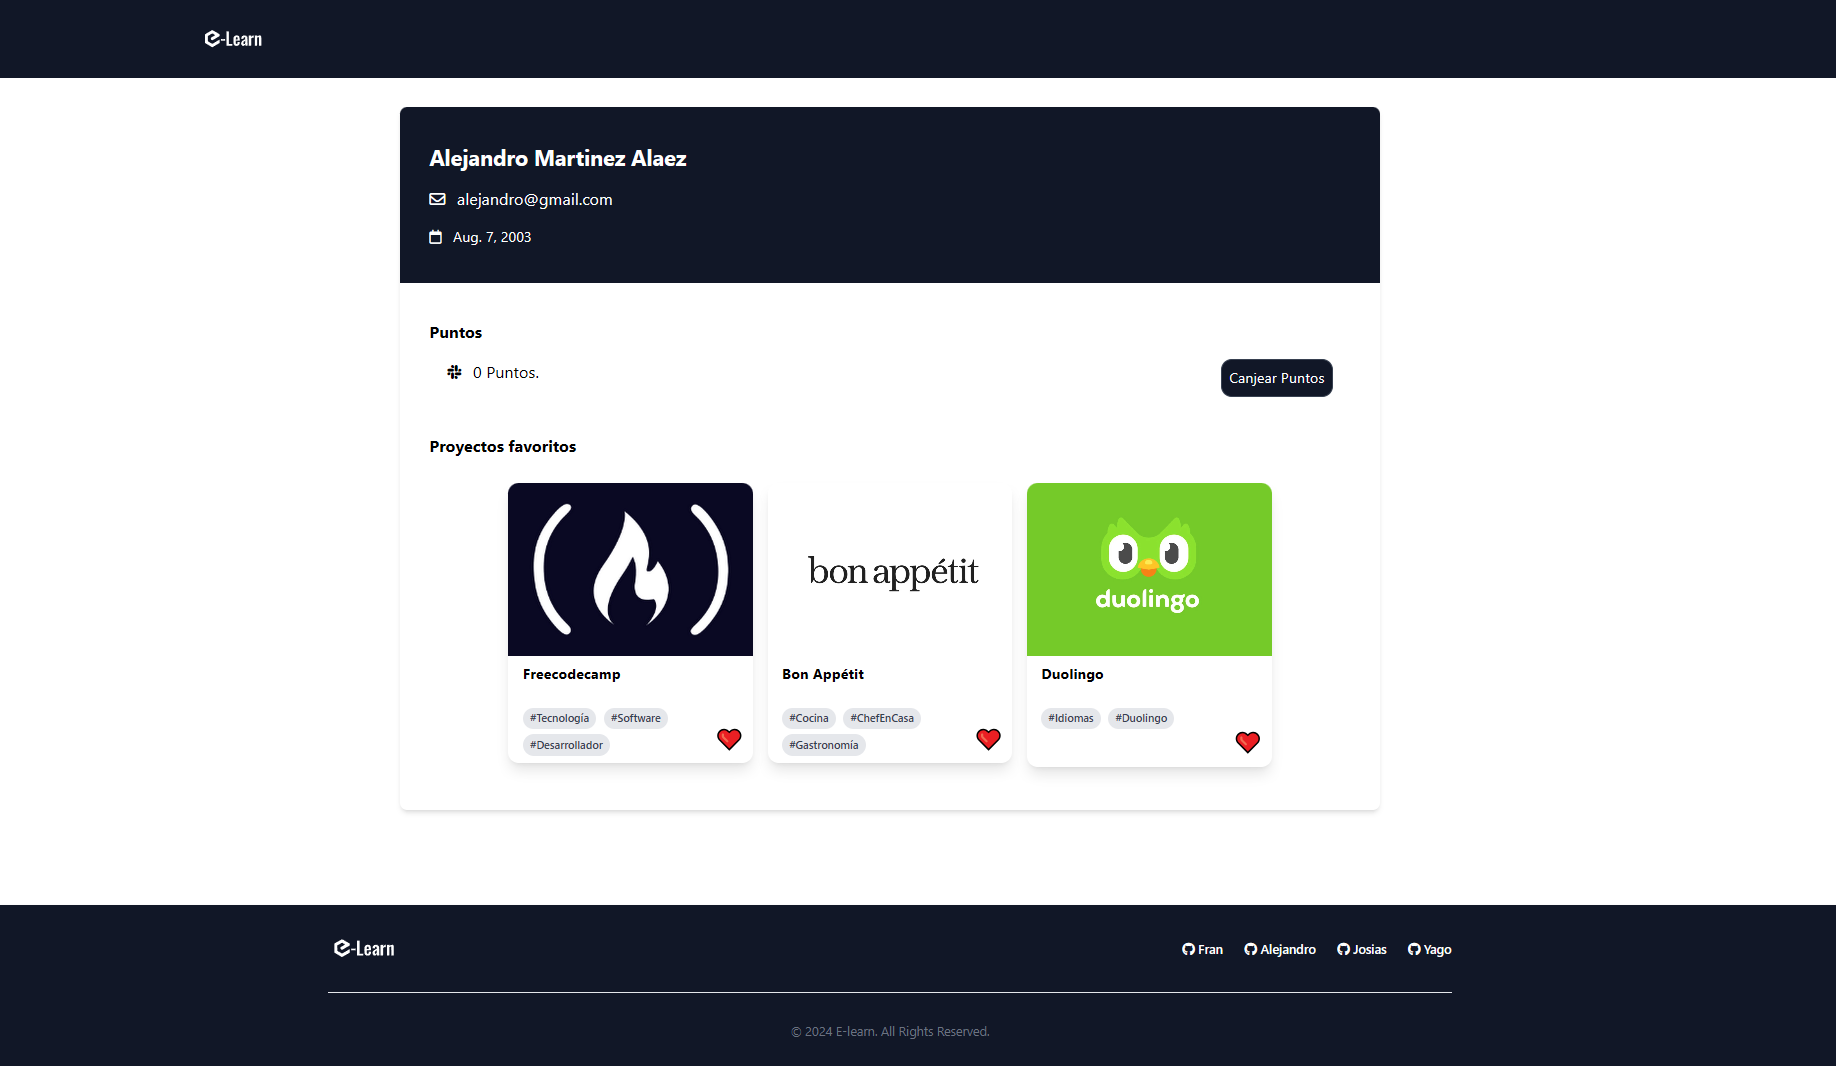 e-Learn
Alejandro Martinez Alaez
alejandro@gmail.com
Aug. 7, 2003
Puntos
0 Puntos.
Canjear Puntos
Proyectos favoritos
bon appétit
duolingo
Freecodecamp
Bon Appétit
Duolingo
#Tecnología #Software
#Cocina #ChefEnCasa
#Idiomas #Duolingo
#Desarrollador
#Gastronomía
e-Learn
Fran Alejandro Josias Yago
© 2024 E-learn. All Rights Reserved.